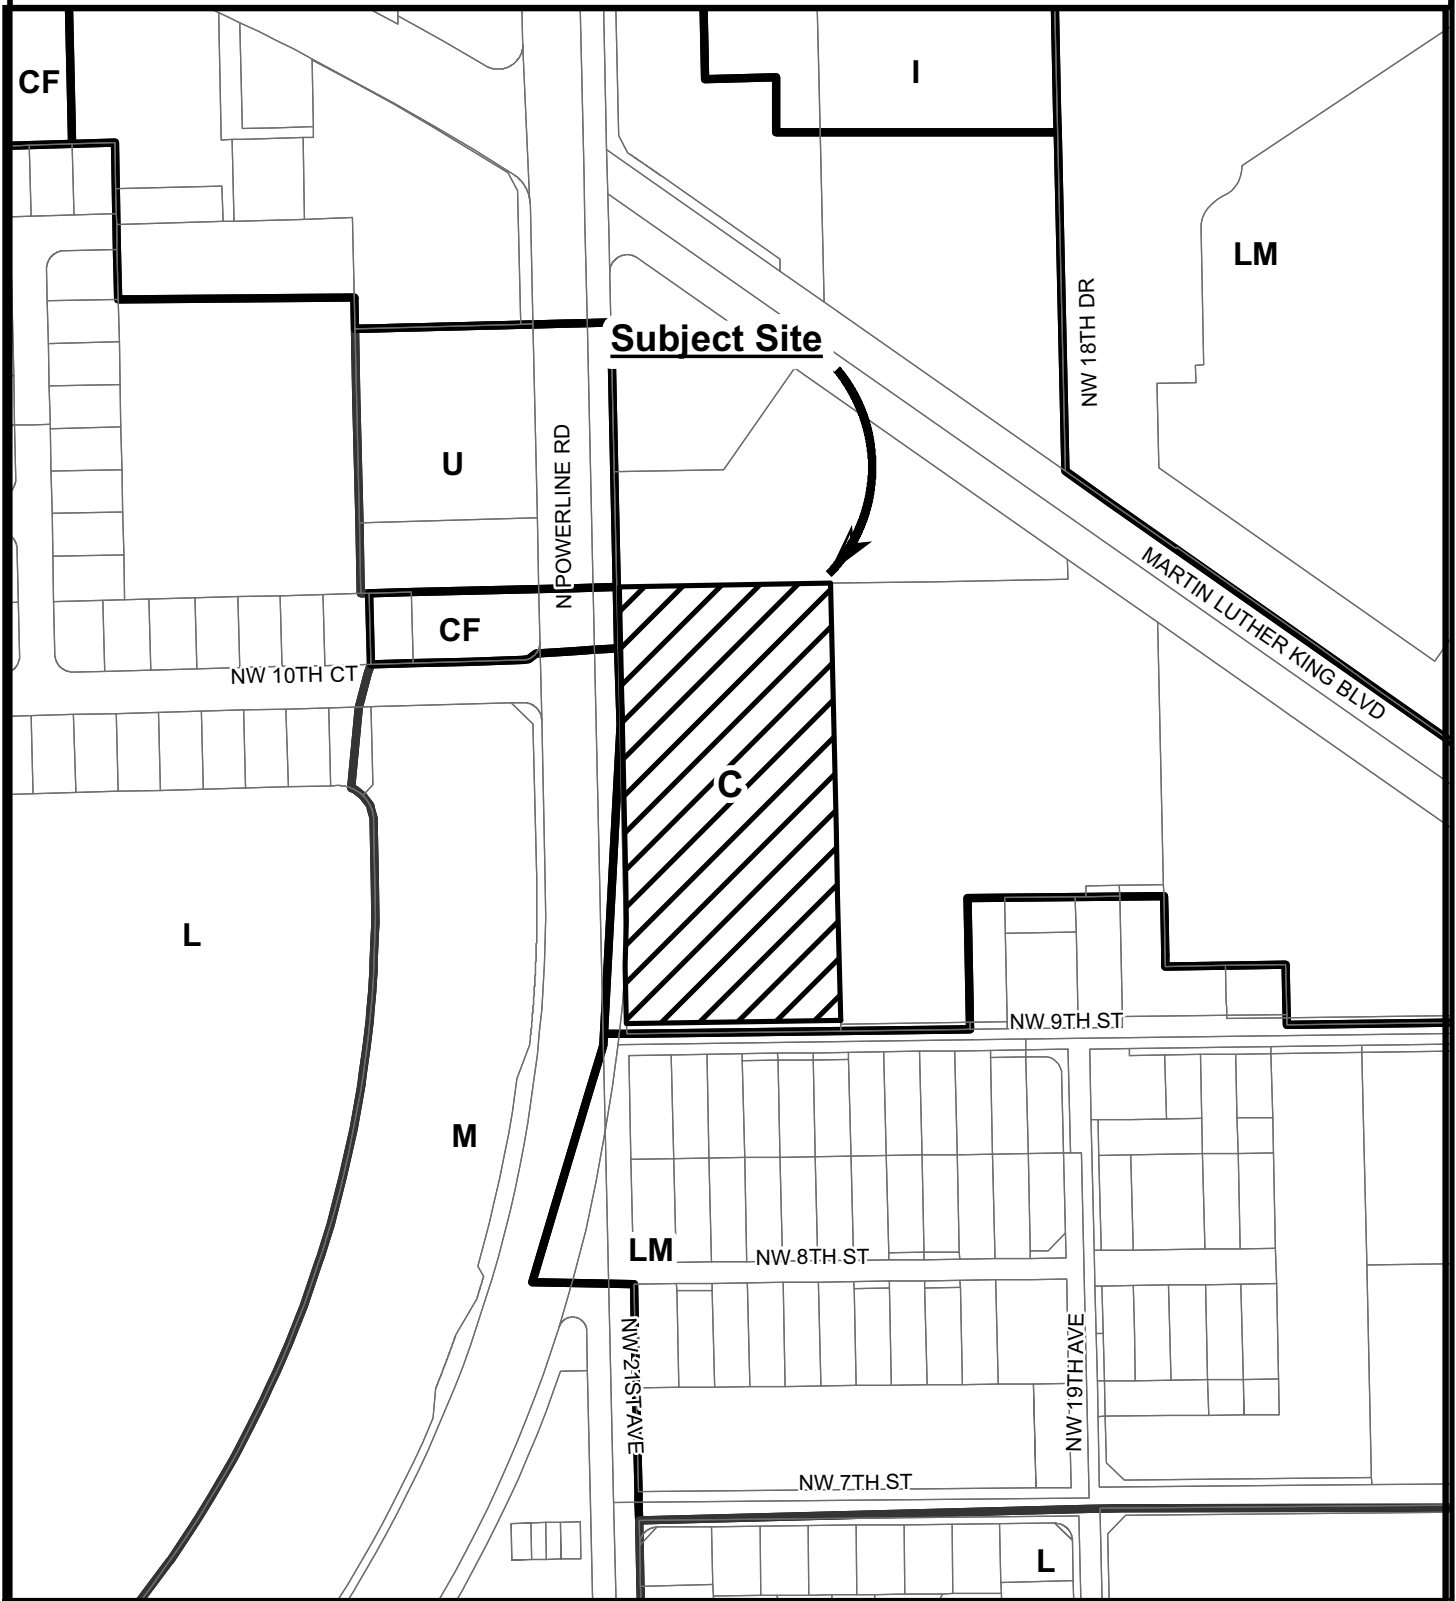 CF
I
LM
NW 18TH DR
Subject Site
N POWERLINE RD
U
MARTIN LUTHER KING BLVD
CF
NW 10TH CT
C
L
NW 9TH ST
M
LM
NW 8TH ST
NW 21ST AVE
NW 19TH AVE
NW 7TH ST
L